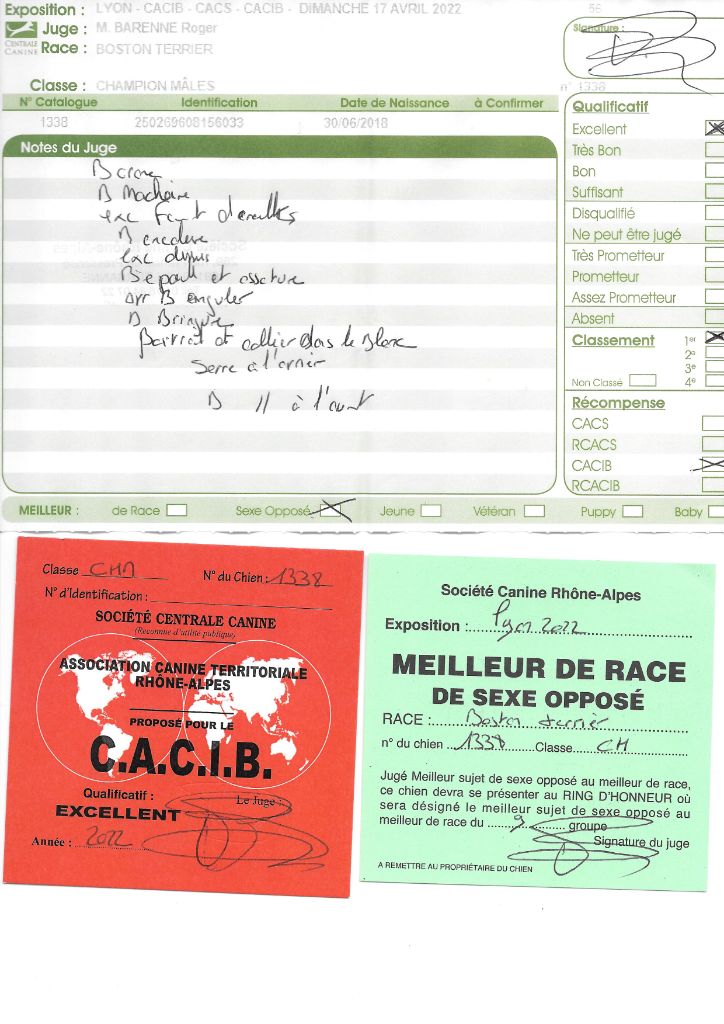 Exposition : LYON - CACIB - CACS - CACIB - DIMANCHE 17 AVRIL 2022 56
Juge : M. BARENNE Roger
CENTRALE CANINE
Race : BOSTON TERRIER
Signature :
Classe : CHAMPION MÂLES n° 1338
N° Catalogue Identification Date de Naissance à Confirmer
1338 250269608156033 30/06/2018
Notes du Juge
B crane
B Machoire
exc Port d'oreilles
B encolure
exc dessus
B epaule et ossature
arr B anguler
B Bringure
Poitrail et collier dans le Blanc
Serre à l'arrier
B // à l'avant
Qualificatif
Excellent
Très Bon
Bon
Suffisant
Disqualifié
Ne peut être jugé
Très Prometteur
Prometteur
Assez Prometteur
Absent
Classement 1er
2e
3e
Non Classé 4e
Récompense
CACS
RCACS
CACIB
RCACIB
MEILLEUR : de Race Sexe Opposé Jeune Vétéran Puppy Baby
Classe CHM N° du Chien : 1338
N° d'Identification :
SOCIÉTÉ CENTRALE CANINE
(Reconnue d'utilité publique)
ASSOCIATION CANINE TERRITORIALE
RHÔNE-ALPES
PROPOSÉ POUR LE
C.A.C.I.B.
Qualificatif : Le Juge :
EXCELLENT
Année : 2022
Société Canine Rhône-Alpes
Exposition : Lyon 2022
MEILLEUR DE RACE
DE SEXE OPPOSÉ
RACE : Boston terrier
n° du chien 1338 Classe CH
Jugé Meilleur sujet de sexe opposé au meilleur de race,
ce chien devra se présenter au RING D'HONNEUR où
sera désigné le meilleur sujet de sexe opposé au
meilleur de race du 9 groupe
Signature du juge
A REMETTRE AU PROPRIÉTAIRE DU CHIEN